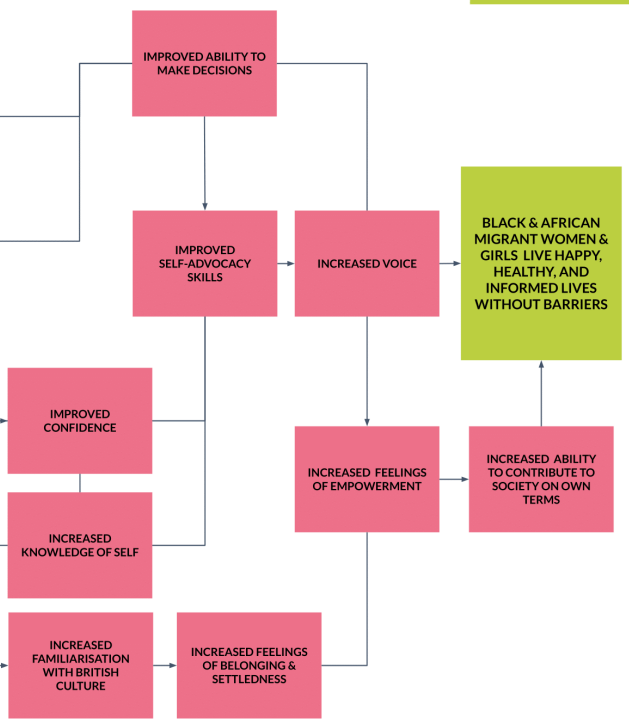 IMPROVED ABILITY TO
MAKE DECISIONS
IMPROVED
SELF-ADVOCACY
SKILLS
INCREASED VOICE
BLACK & AFRICAN
MIGRANT WOMEN &
GIRLS LIVE HAPPY,
HEALTHY, AND
INFORMED LIVES
WITHOUT BARRIERS
IMPROVED
CONFIDENCE
INCREASED FEELINGS
OF EMPOWERMENT
INCREASED ABILITY
TO CONTRIBUTE TO
SOCIETY ON OWN
TERMS
INCREASED
KNOWLEDGE OF SELF
INCREASED
FAMILIARISATION
WITH BRITISH
CULTURE
INCREASED FEELINGS
OF BELONGING &
SETTLEDNESS